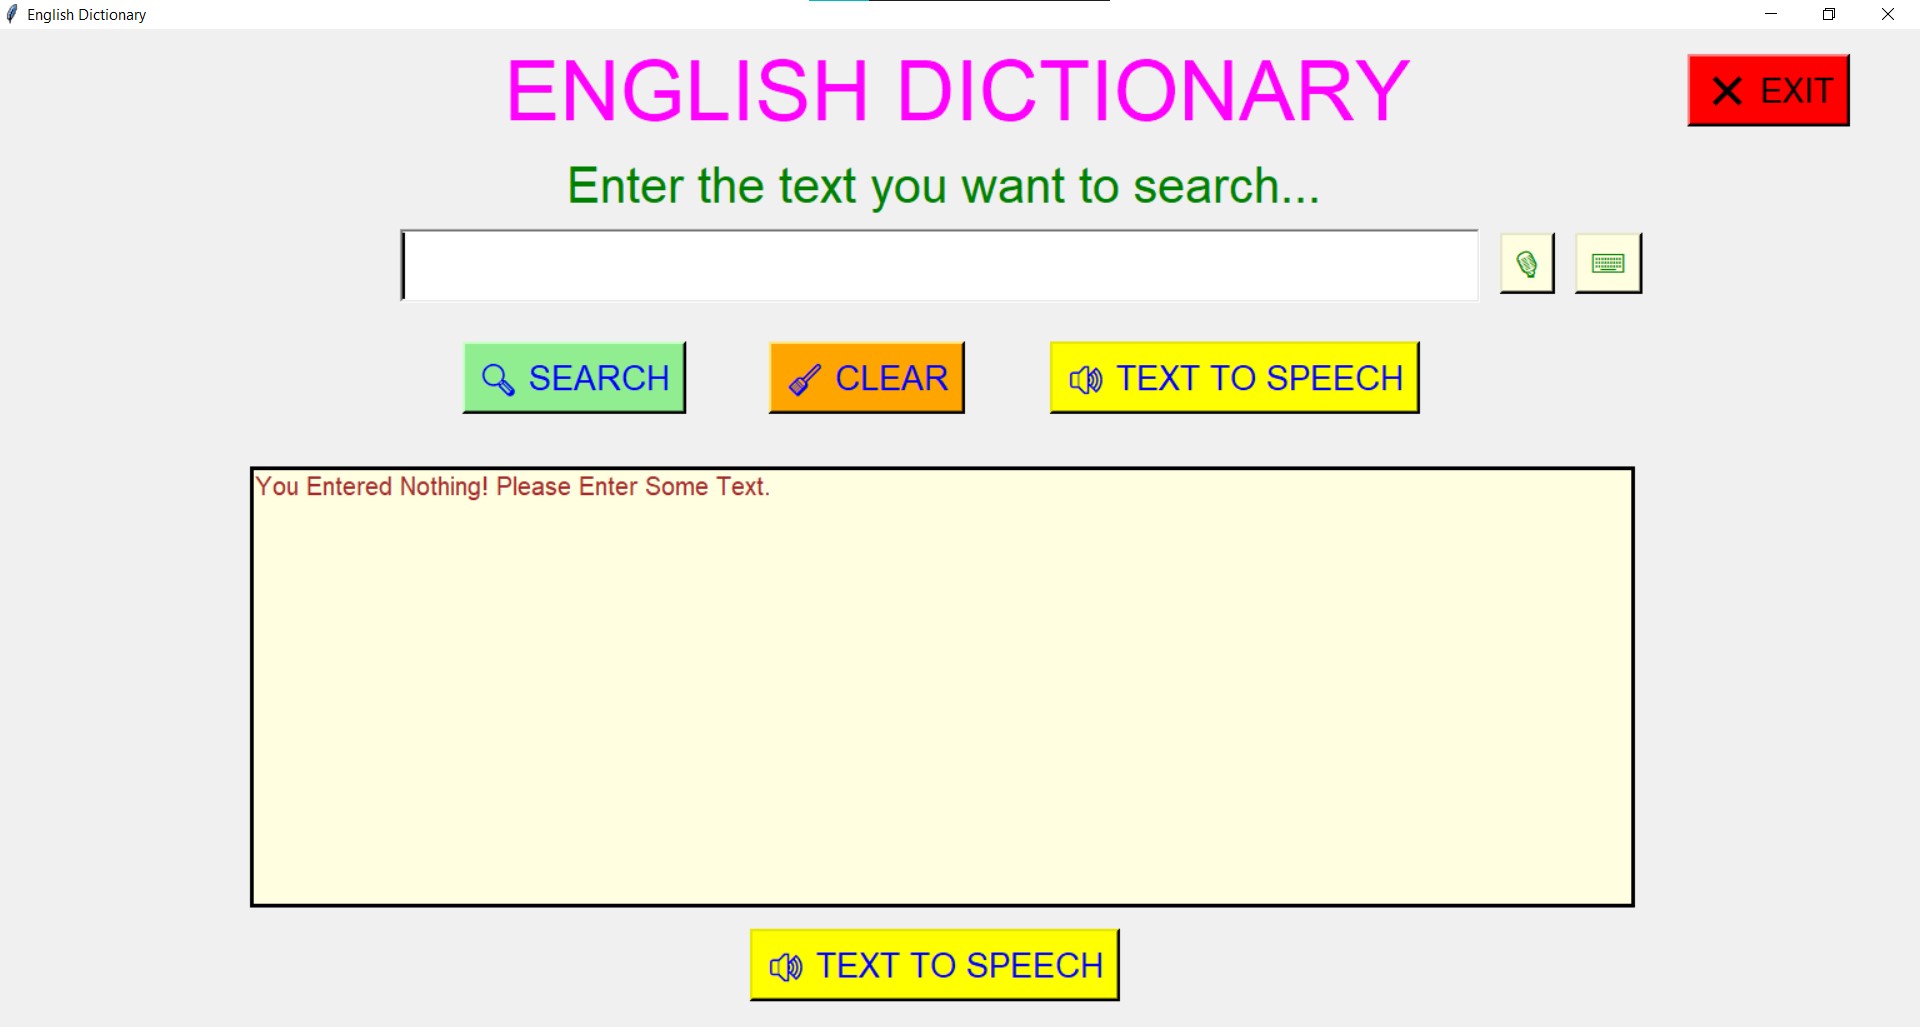 English Dictionary
ENGLISH DICTIONARY
EXIT
Enter the text you want to search...
SEARCH
CLEAR
TEXT TO SPEECH
You Entered Nothing! Please Enter Some Text.
TEXT TO SPEECH